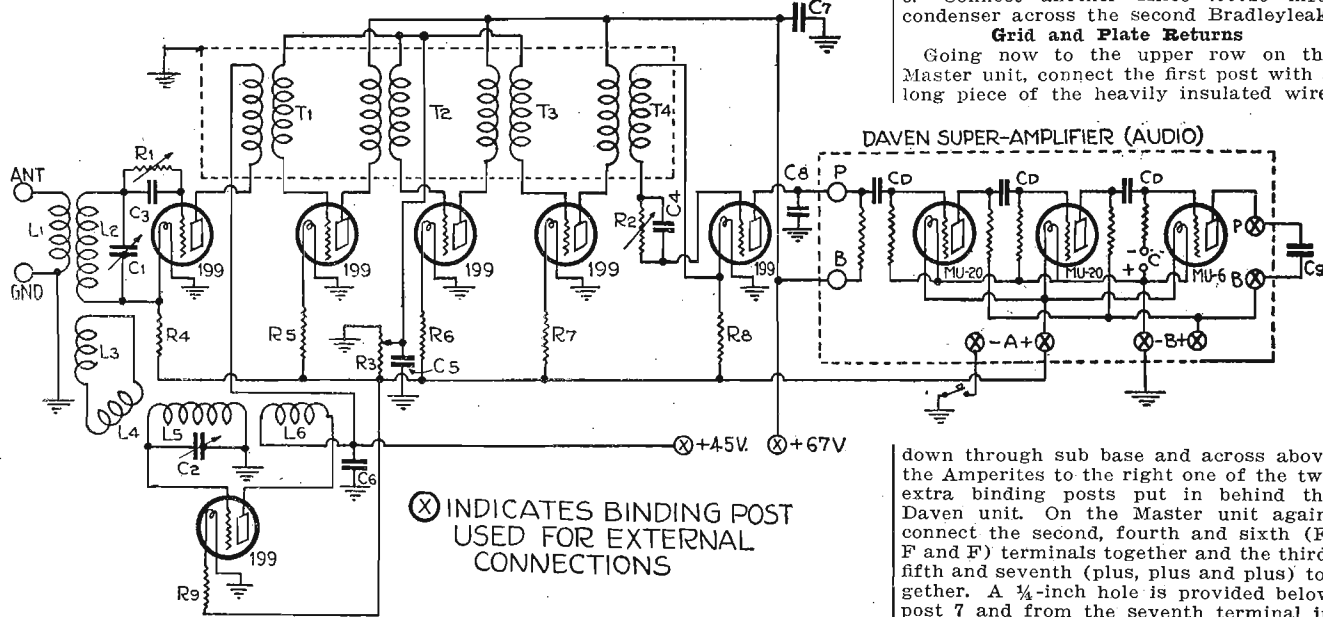 condenser across the second Bradleyleak
Grid and Plate Returns
Going now to the upper row on th
Master unit, connect the first post with
long piece of the heavily insulated wire
DAVEN SUPER-AMPLIFIER (AUDIO)
C7
T1
T2
T3
T4
R1
ANT
C3
L1
L2
C1
GND
199
199
199
199
199
R2
C4
C8
P
B
CD
CD
CD
MU-20
MU-20
MU-6
- C +
P
B
C9
R4
R5
R3
C5
R6
R7
R8
-A+
-B+
L3
L4
L5
L6
C2
C6
+45V.
+67V
199
R9
ⓧ INDICATES BINDING POST
USED FOR EXTERNAL
CONNECTIONS
down through sub base and across abov
the Amperites to the right one of the tw
extra binding posts put in behind th
Daven unit. On the Master unit again
connect the second, fourth and sixth (F
F and F) terminals together and the third
fifth and seventh (plus, plus and plus) to
gether. A ¼-inch hole is provided below
post 7 and from the seventh terminal i